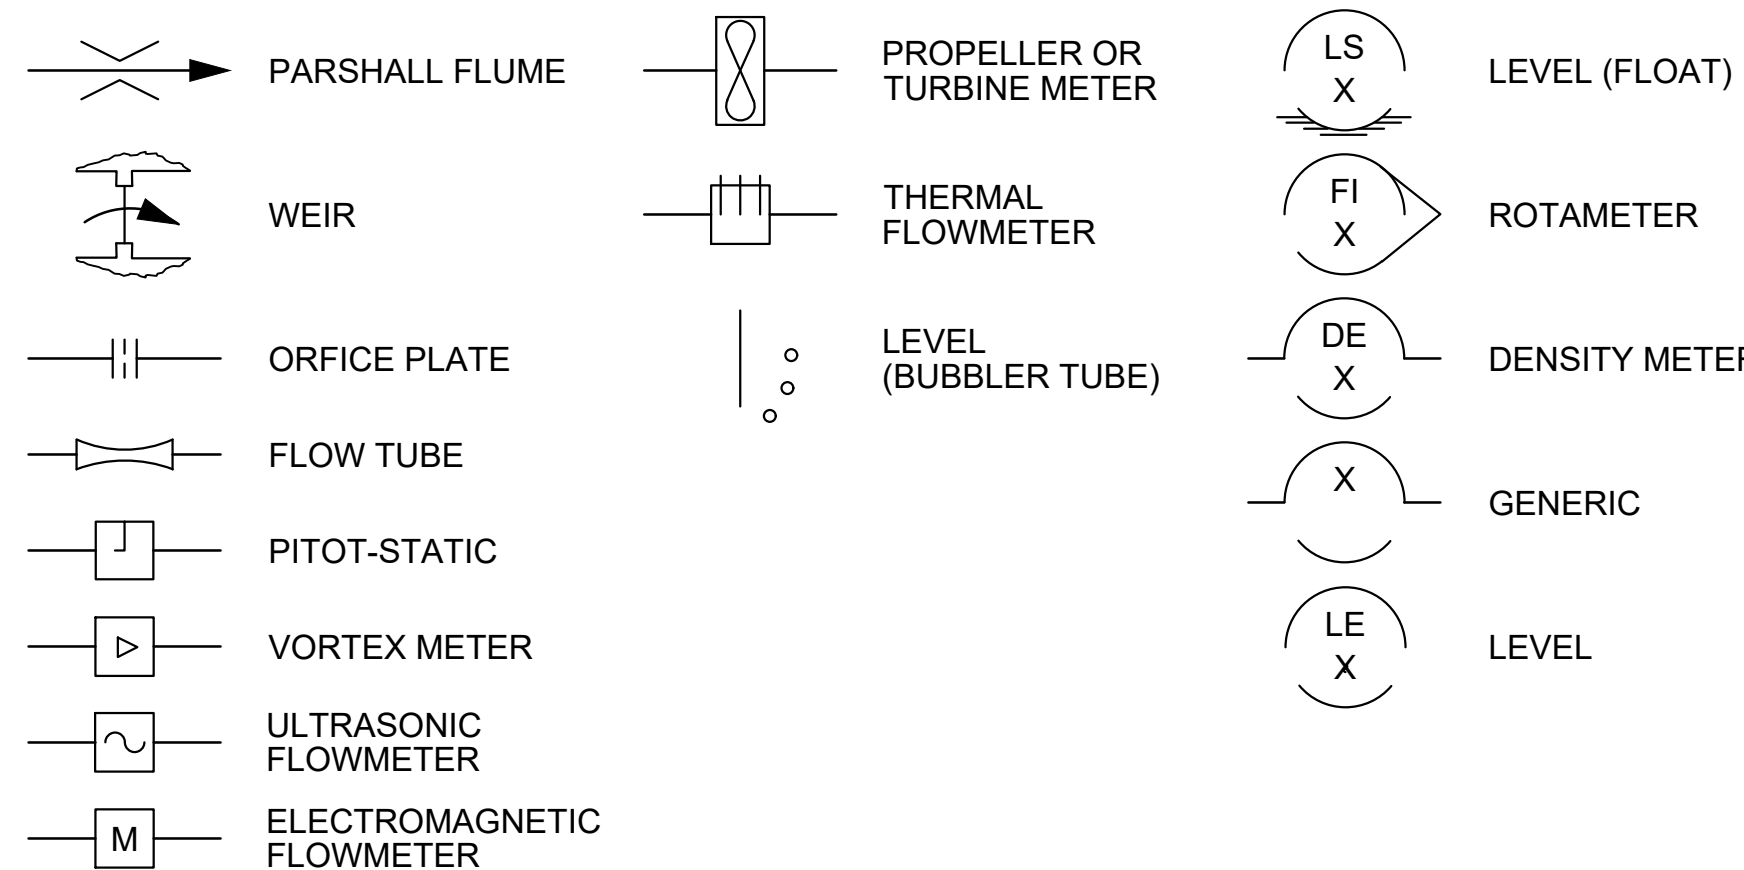 PARSHALL FLUME
WEIR
ORFICE PLATE
FLOW TUBE
PITOT-STATIC
VORTEX METER
ULTRASONIC
FLOWMETER
M
ELECTROMAGNETIC
FLOWMETER
PROPELLER OR
TURBINE METER
THERMAL
FLOWMETER
LEVEL
(BUBBLER TUBE)
LS
X
LEVEL (FLOAT)
FI
X
ROTAMETER
DE
X
DENSITY METER
X
GENERIC
LE
X
LEVEL